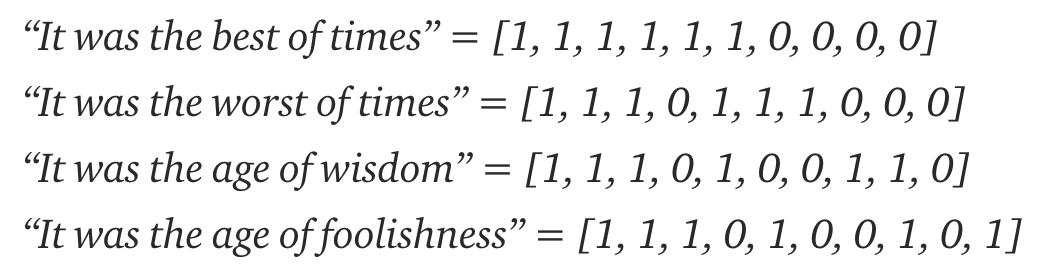 “It was the best of times” = [1, 1, 1, 1, 1, 1, 0, 0, 0, 0]
“It was the worst of times” = [1, 1, 1, 0, 1, 1, 1, 0, 0, 0]
“It was the age of wisdom” = [1, 1, 1, 0, 1, 0, 0, 1, 1, 0]
“It was the age of foolishness” = [1, 1, 1, 0, 1, 0, 0, 1, 0, 1]